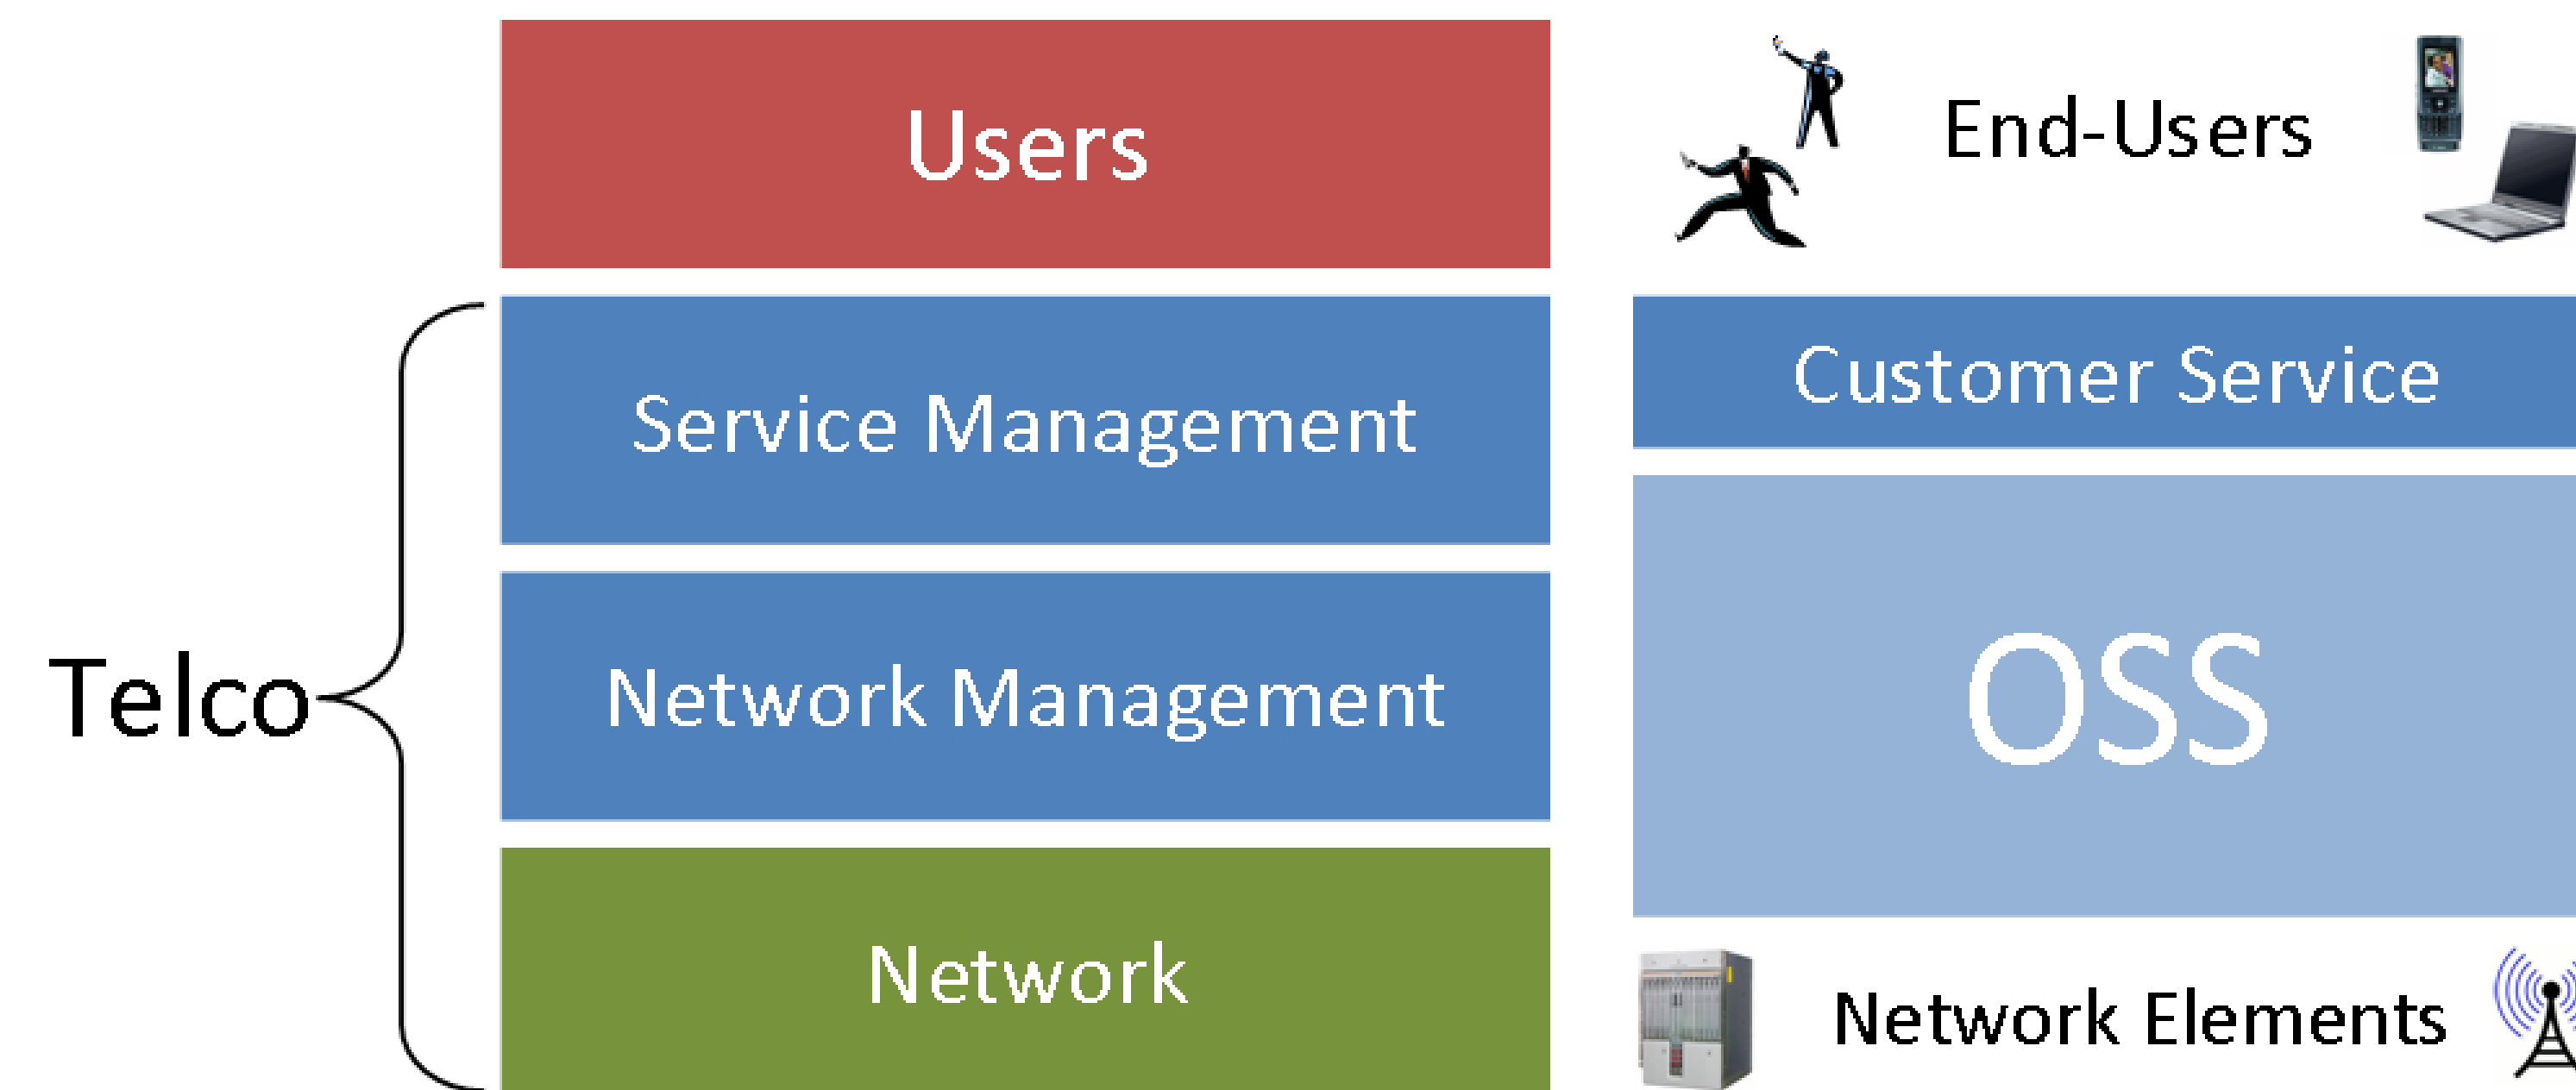 Users
End-Users
Service Management
Customer Service
Telco
Network Management
OSS
Network
Network Elements